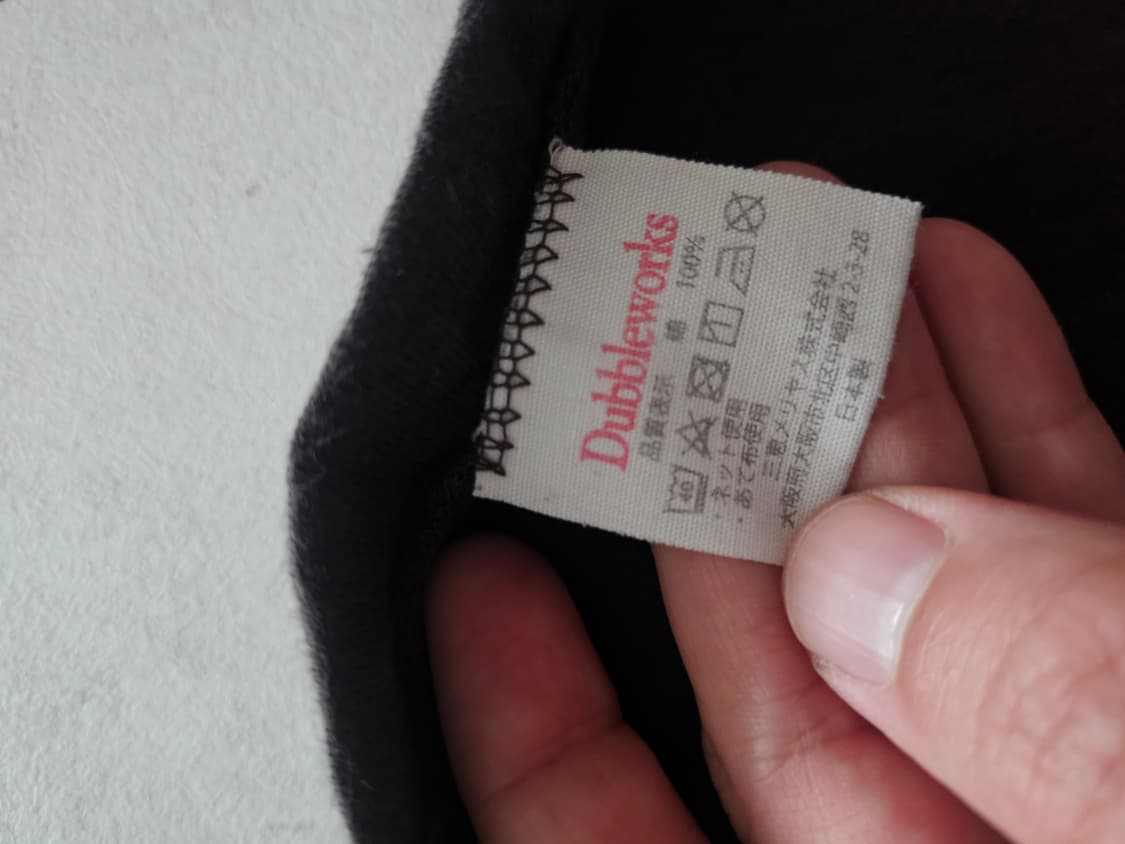 Dubbleworks
品質表示
綿 100%
40
・ネット使用
・あて布使用
三恵メリヤス株式会社
大阪府大阪市北区中崎西 2-3-28
日本製